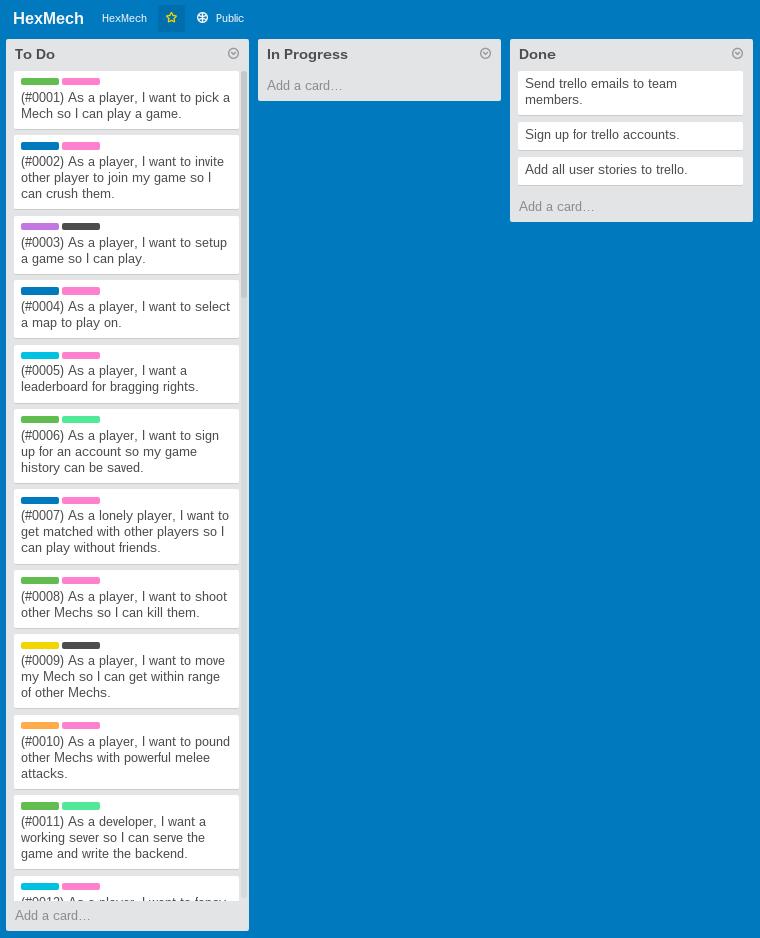 HexMech HexMech Public
To Do
(#0001) As a player, I want to pick a
Mech so I can play a game.
(#0002) As a player, I want to invite
other player to join my game so I
can crush them.
(#0003) As a player, I want to setup
a game so I can play.
(#0004) As a player, I want to select
a map to play on.
(#0005) As a player, I want a
leaderboard for bragging rights.
(#0006) As a player, I want to sign
up for an account so my game
history can be saved.
(#0007) As a lonely player, I want to
get matched with other players so I
can play without friends.
(#0008) As a player, I want to shoot
other Mechs so I can kill them.
(#0009) As a player, I want to move
my Mech so I can get within range
of other Mechs.
(#0010) As a player, I want to pound
other Mechs with powerful melee
attacks.
(#0011) As a developer, I want a
working sever so I can serve the
game and write the backend.
(#0012) As a player, I want to fancy
Add a card…
In Progress
Add a card…
Done
Send trello emails to team
members.
Sign up for trello accounts.
Add all user stories to trello.
Add a card…